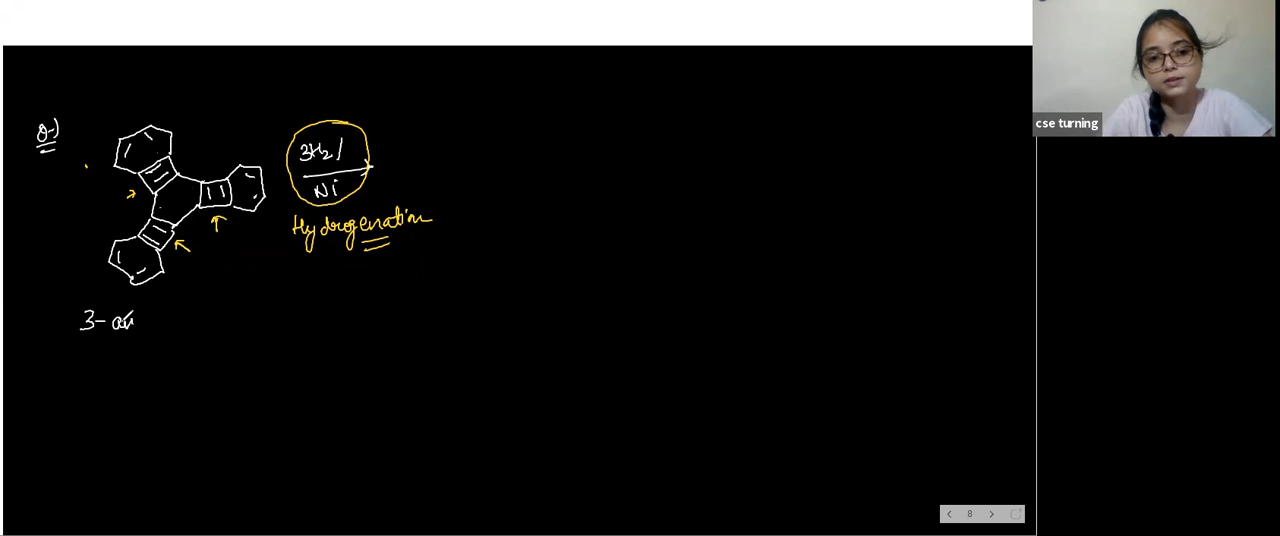 Q-)
3H₂/
Ni
Hydrogenation
3-
cse turning
8